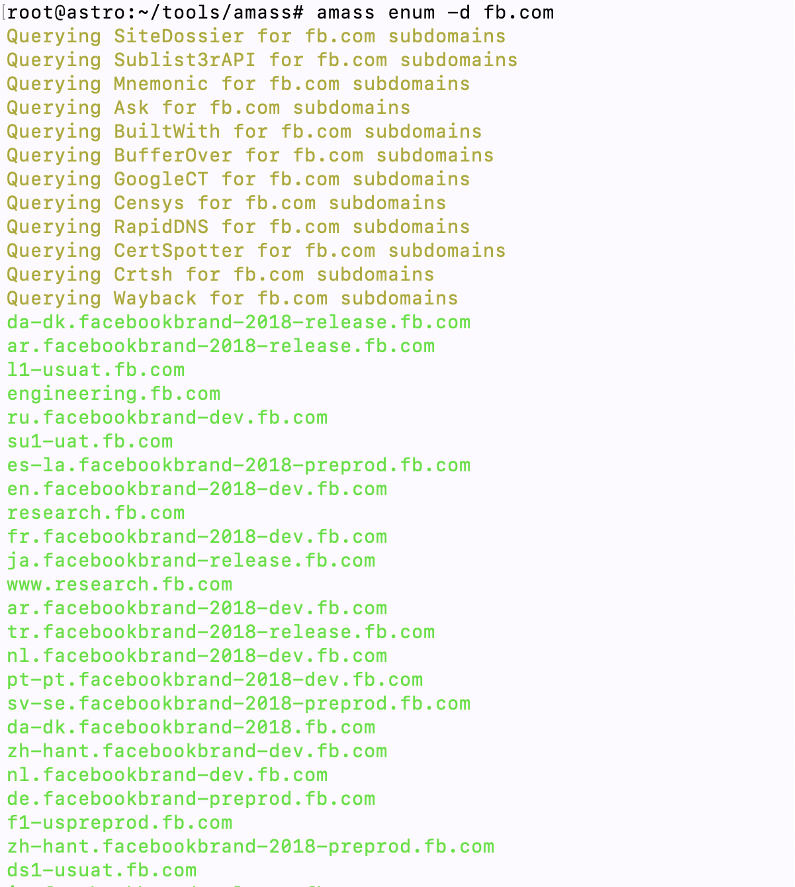 [root@astro:~/tools/amass# amass enum -d fb.com
Querying SiteDossier for fb.com subdomains
Querying Sublist3rAPI for fb.com subdomains
Querying Mnemonic for fb.com subdomains
Querying Ask for fb.com subdomains
Querying BuiltWith for fb.com subdomains
Querying BufferOver for fb.com subdomains
Querying GoogleCT for fb.com subdomains
Querying Censys for fb.com subdomains
Querying RapidDNS for fb.com subdomains
Querying CertSpotter for fb.com subdomains
Querying Crtsh for fb.com subdomains
Querying Wayback for fb.com subdomains
da-dk.facebookbrand-2018-release.fb.com
ar.facebookbrand-2018-release.fb.com
l1-usuat.fb.com
engineering.fb.com
ru.facebookbrand-dev.fb.com
su1-uat.fb.com
es-la.facebookbrand-2018-preprod.fb.com
en.facebookbrand-2018-dev.fb.com
research.fb.com
fr.facebookbrand-2018-dev.fb.com
ja.facebookbrand-release.fb.com
www.research.fb.com
ar.facebookbrand-2018-dev.fb.com
tr.facebookbrand-2018-release.fb.com
nl.facebookbrand-2018-dev.fb.com
pt-pt.facebookbrand-2018-dev.fb.com
sv-se.facebookbrand-2018-preprod.fb.com
da-dk.facebookbrand-2018.fb.com
zh-hant.facebookbrand-dev.fb.com
nl.facebookbrand-dev.fb.com
de.facebookbrand-preprod.fb.com
f1-uspreprod.fb.com
zh-hant.facebookbrand-2018-preprod.fb.com
ds1-usuat.fb.com